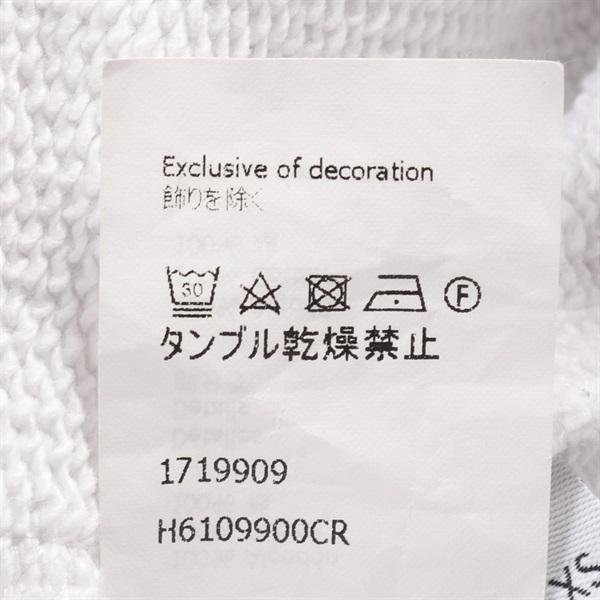 Exclusive of decoration
飾りを除く
30
F
タンブル乾燥禁止
1719909
H6109900CR
XS